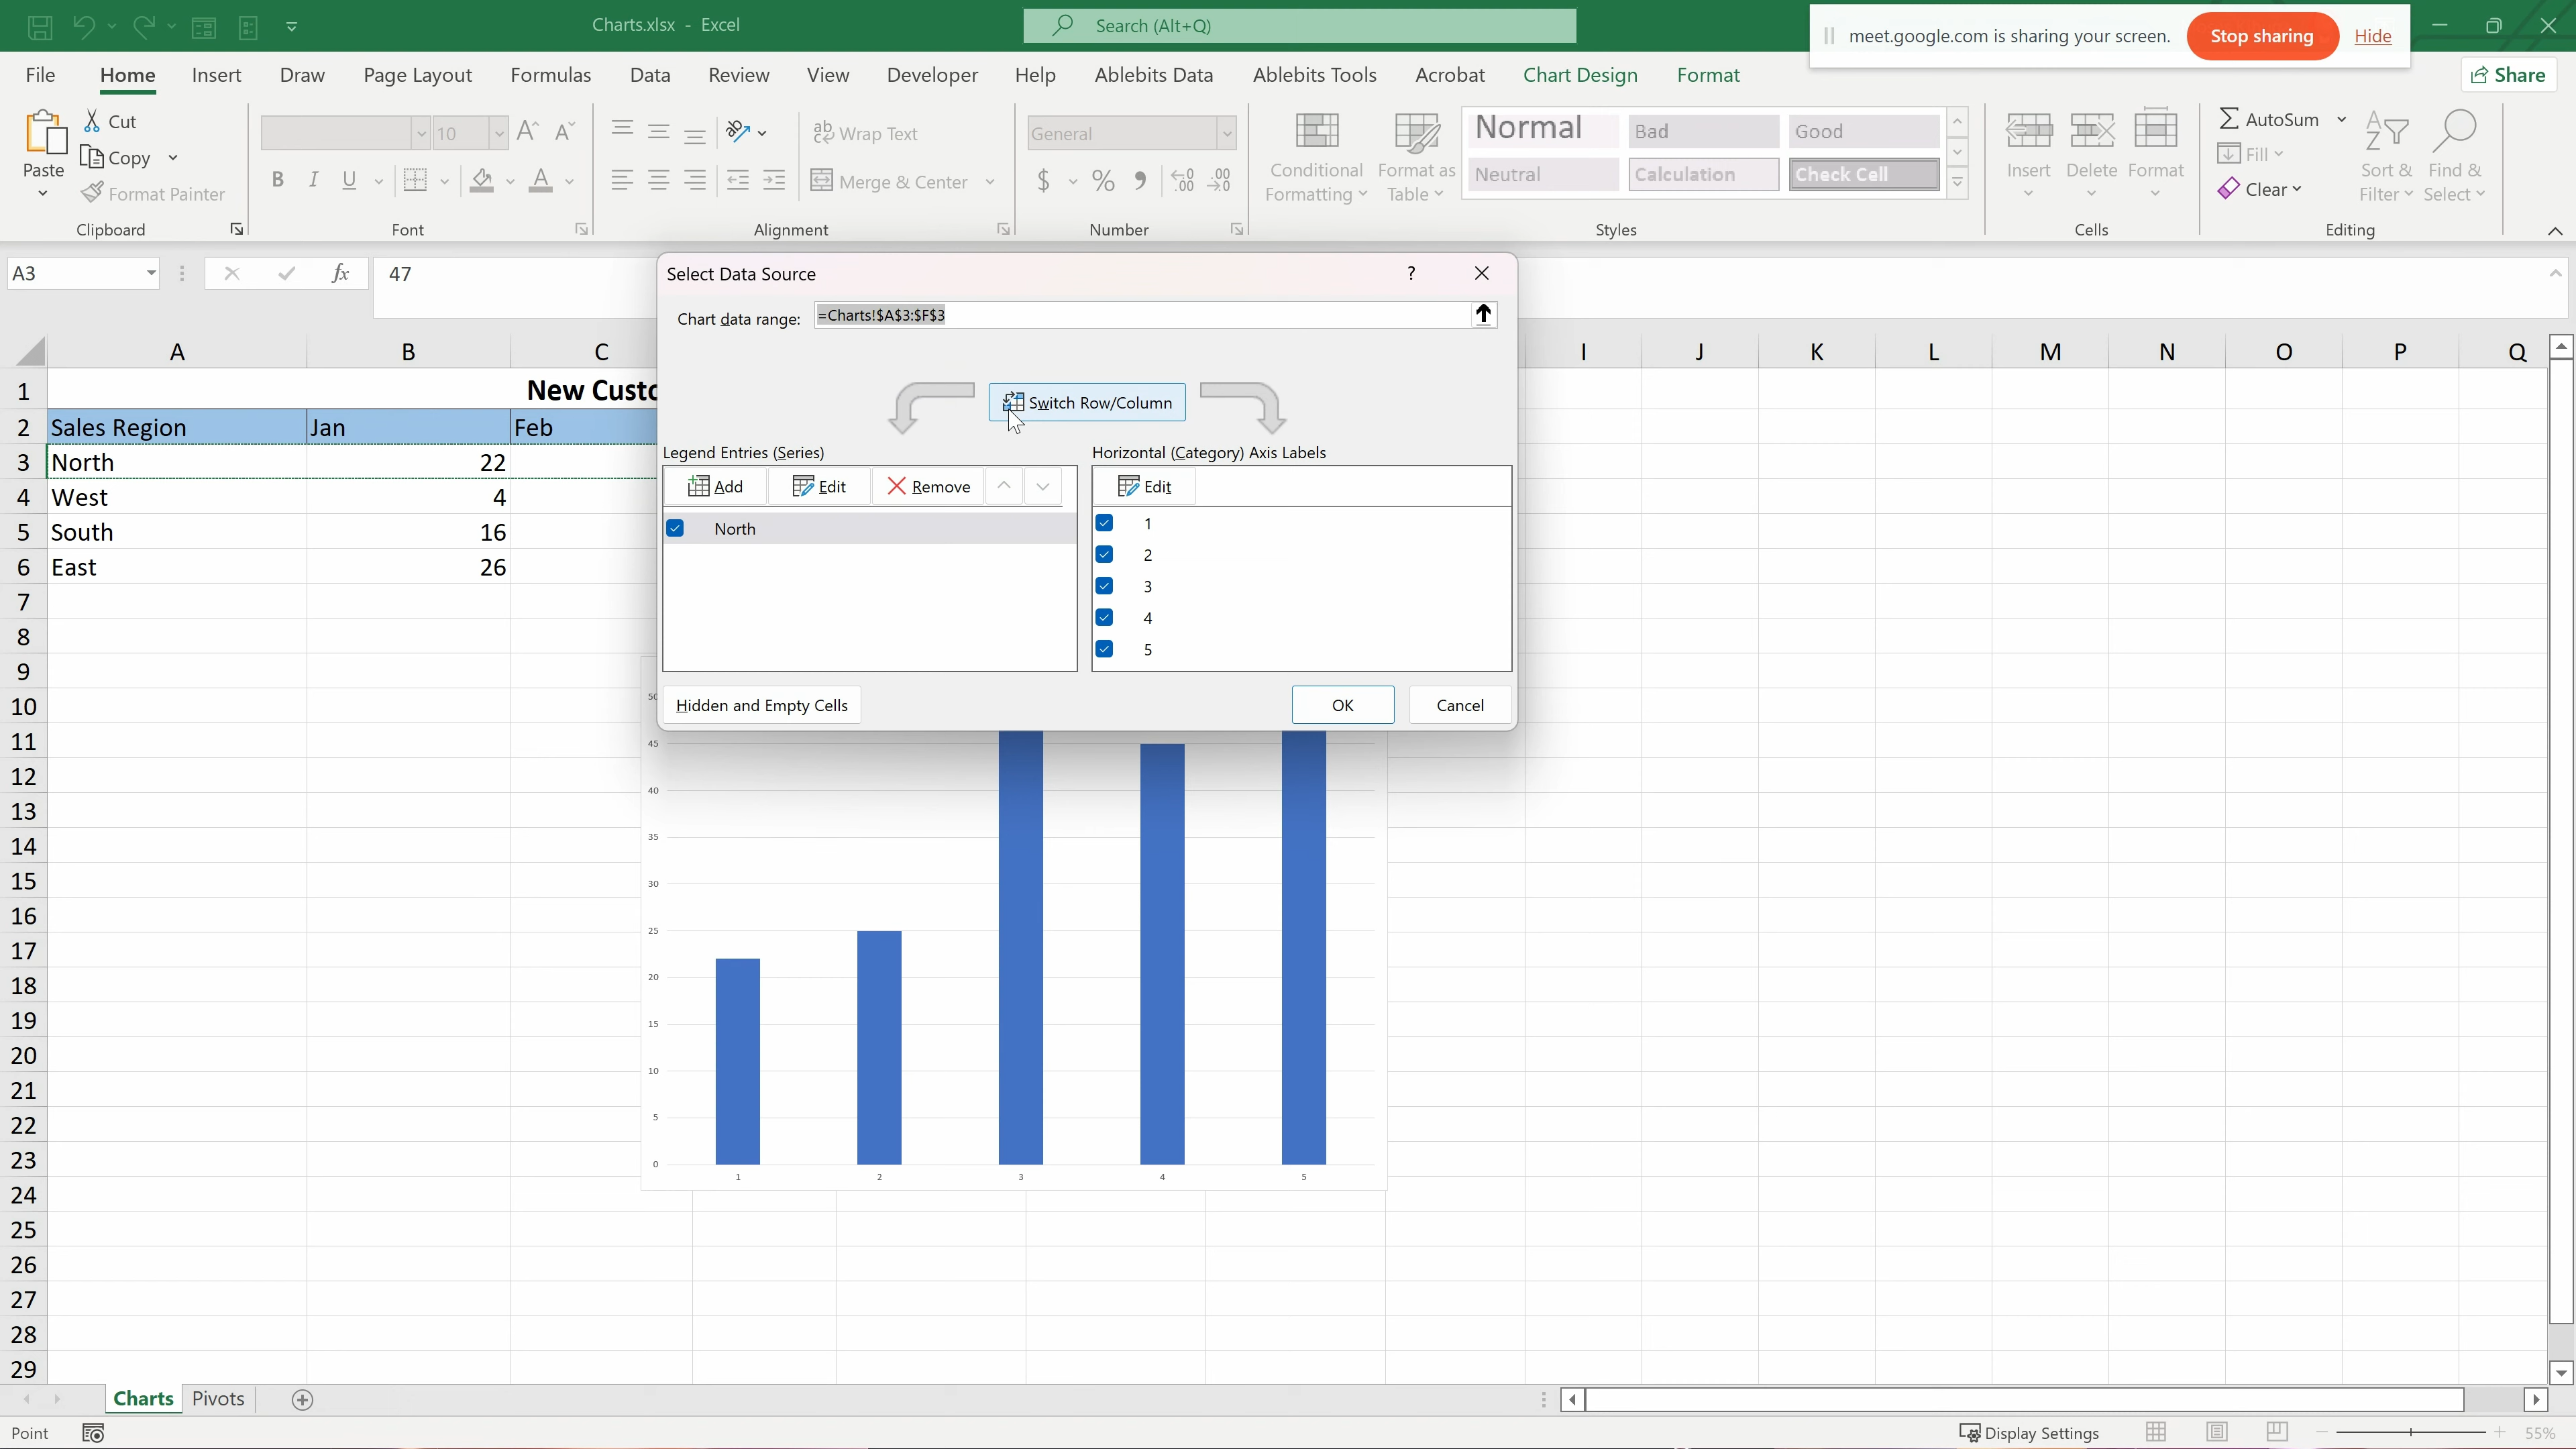 Charts.xlsx - Excel
Search (Alt+Q)
meet.google.com is sharing your screen.
Stop sharing
Hide
File Home Insert Draw Page Layout Formulas Data Review View Developer Help Ablebits Data Ablebits Tools Acrobat Chart Design Format
Share
Paste
Cut
Copy
Format Painter
Clipboard
10
B I U
Font
Wrap Text
Merge & Center
Alignment
General
$ % , .00
Number
Conditional Formatting
Format as Table
Normal Bad Good
Neutral Calculation Check Cell
Styles
Insert Delete Format
Cells
AutoSum
Fill
Clear
Sort & Filter
Find & Select
Editing
A3
fx
47
Select Data Source
?
Chart data range:
=Charts!$A$3:$F$3
Switch Row/Column
Legend Entries (Series)
Add Edit Remove
North
Horizontal (Category) Axis Labels
Edit
1
2
3
4
5
Hidden and Empty Cells
OK
Cancel
A B C I J K L M N O P Q
1 New Custo
2 Sales Region Jan Feb
3 North 22
4 West 4
5 South 16
6 East 26
7
8
9
10
11
12
13
14
15
16
17
18
19
20
21
22
23
24
25
26
27
28
29
50
45
40
35
30
25
20
15
10
5
0
1 2 3 4 5
Charts Pivots
Point
Display Settings
55%